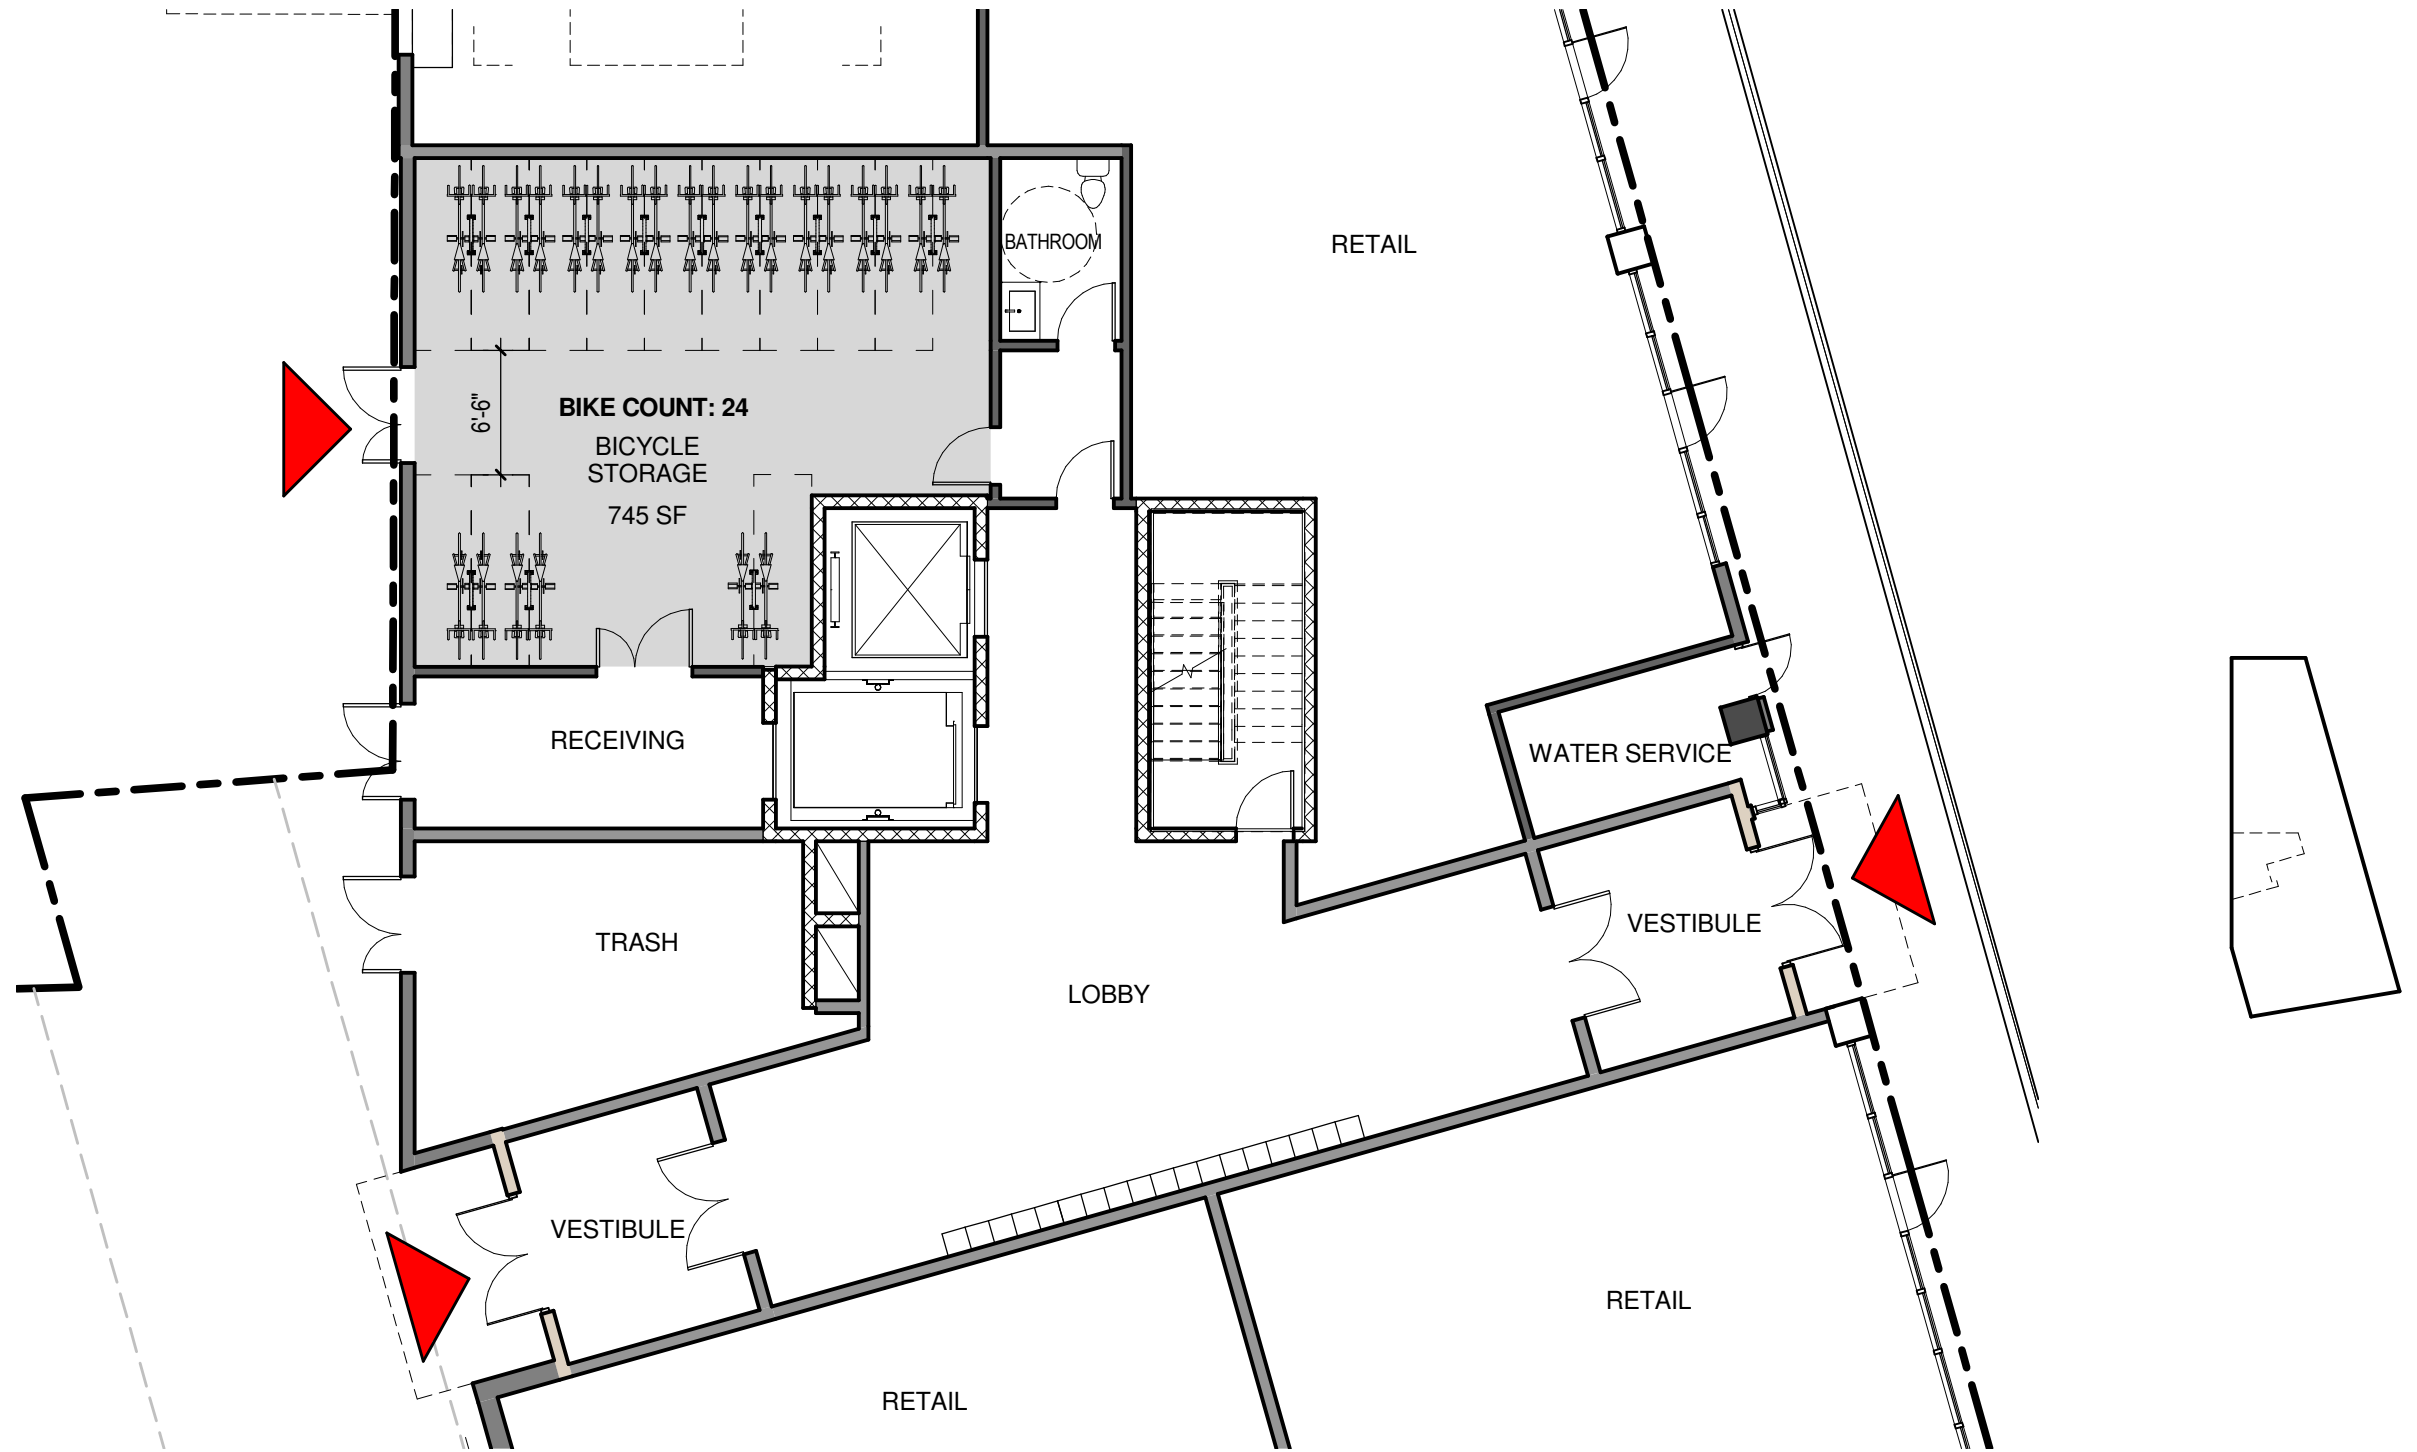 BATHROOM
RETAIL
6'-6"
BIKE COUNT: 24
BICYCLE
STORAGE
745 SF
RECEIVING
WATER SERVICE
TRASH
VESTIBULE
LOBBY
VESTIBULE
RETAIL
RETAIL